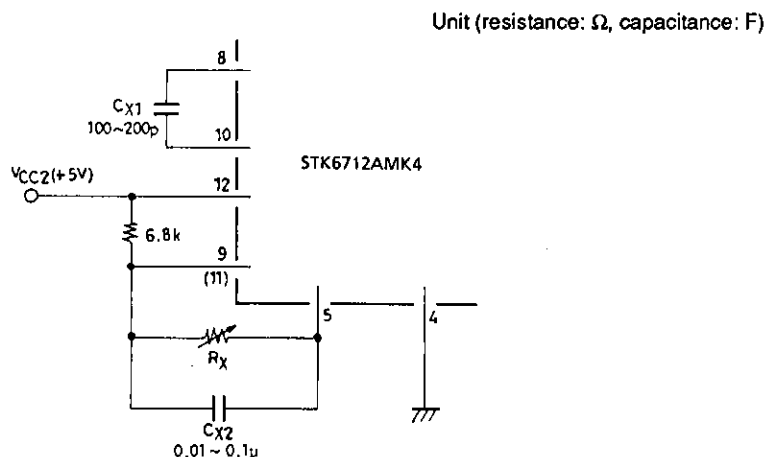 Unit (resistance: Ω, capacitance: F)
8
CX1
100~200p
10
STK6712AMK4
VCC2(+5V)
12
6.8k
9
(11)
5
4
RX
CX2
0.01~0.1μ